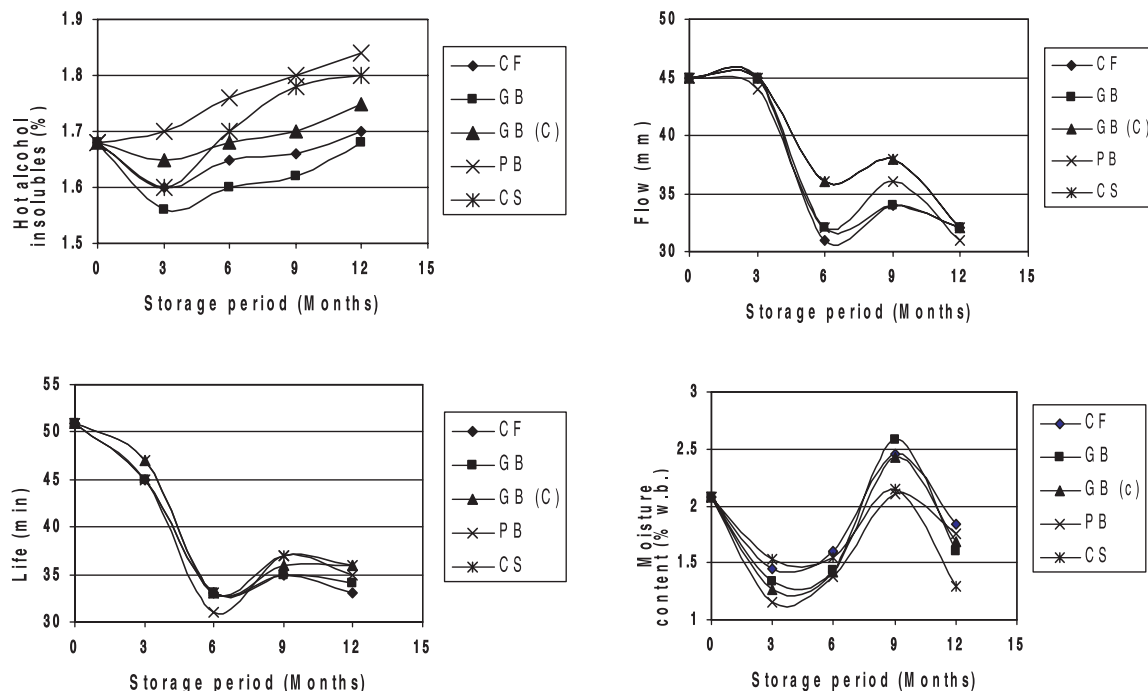 Hot alcohol
insolubles (%)
1.9
1.8
1.7
1.6
1.5
0 3 6 9 12 15
Storage period (Months)
CF
GB
GB (C)
PB
CS
Flow (mm)
50
45
40
35
30
0 3 6 9 12 15
Storage period (Months)
CF
GB
GB (C)
PB
CS
Life (min)
55
50
45
40
35
30
0 3 6 9 12 15
Storage period (Months)
CF
GB
GB (C)
PB
CS
Moisture
content (% w.b.)
3
2.5
2
1.5
1
0 3 6 9 12 15
Storage period (Months)
CF
GB
GB (c)
PB
CS